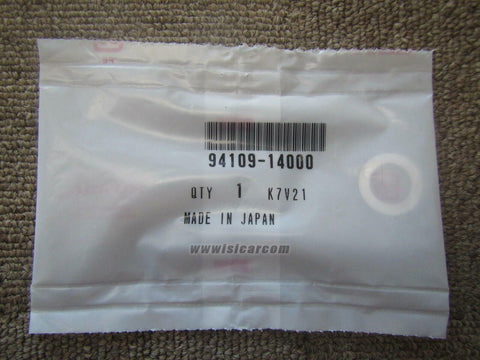 94109-14000
QTY 1 K7V21
MADE IN JAPAN
wwwisicarcom